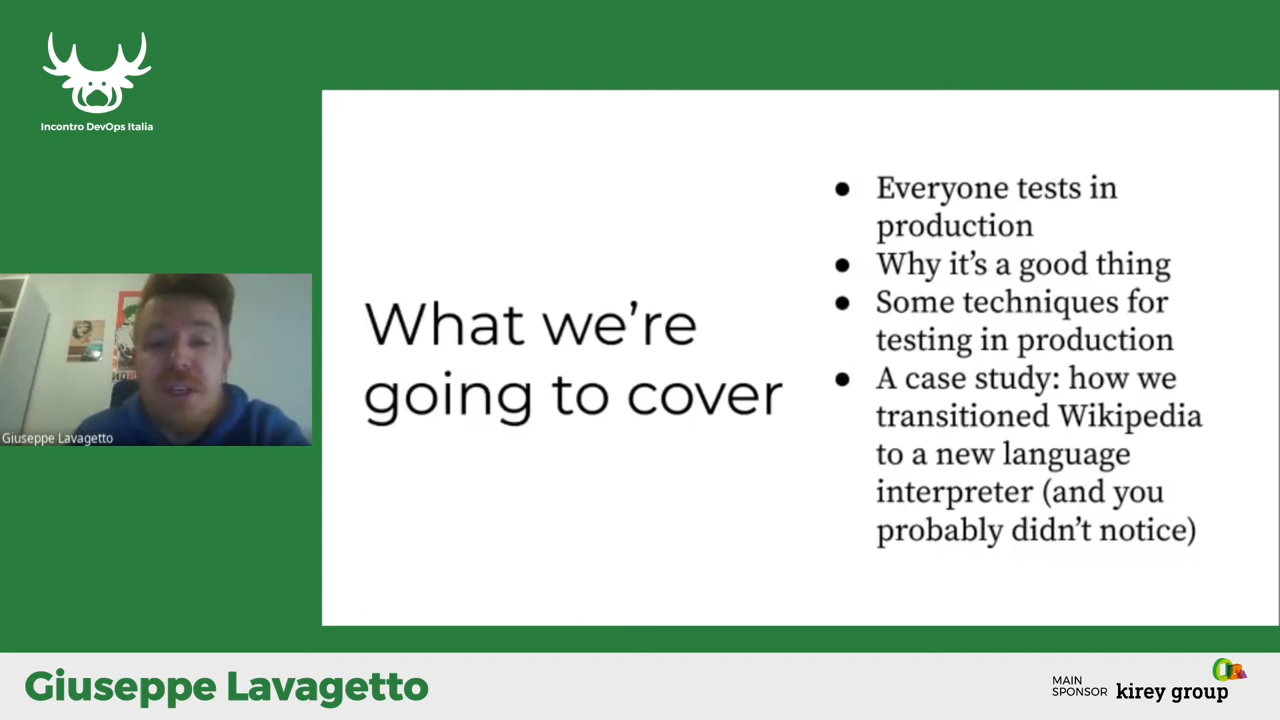 Incontro DevOps Italia
What we're
going to cover
● Everyone tests in
production
● Why it's a good thing
● Some techniques for
testing in production
● A case study: how we
transitioned Wikipedia
to a new language
interpreter (and you
probably didn't notice)
Giuseppe Lavagetto
Giuseppe Lavagetto
MAIN
SPONSOR
kirey group